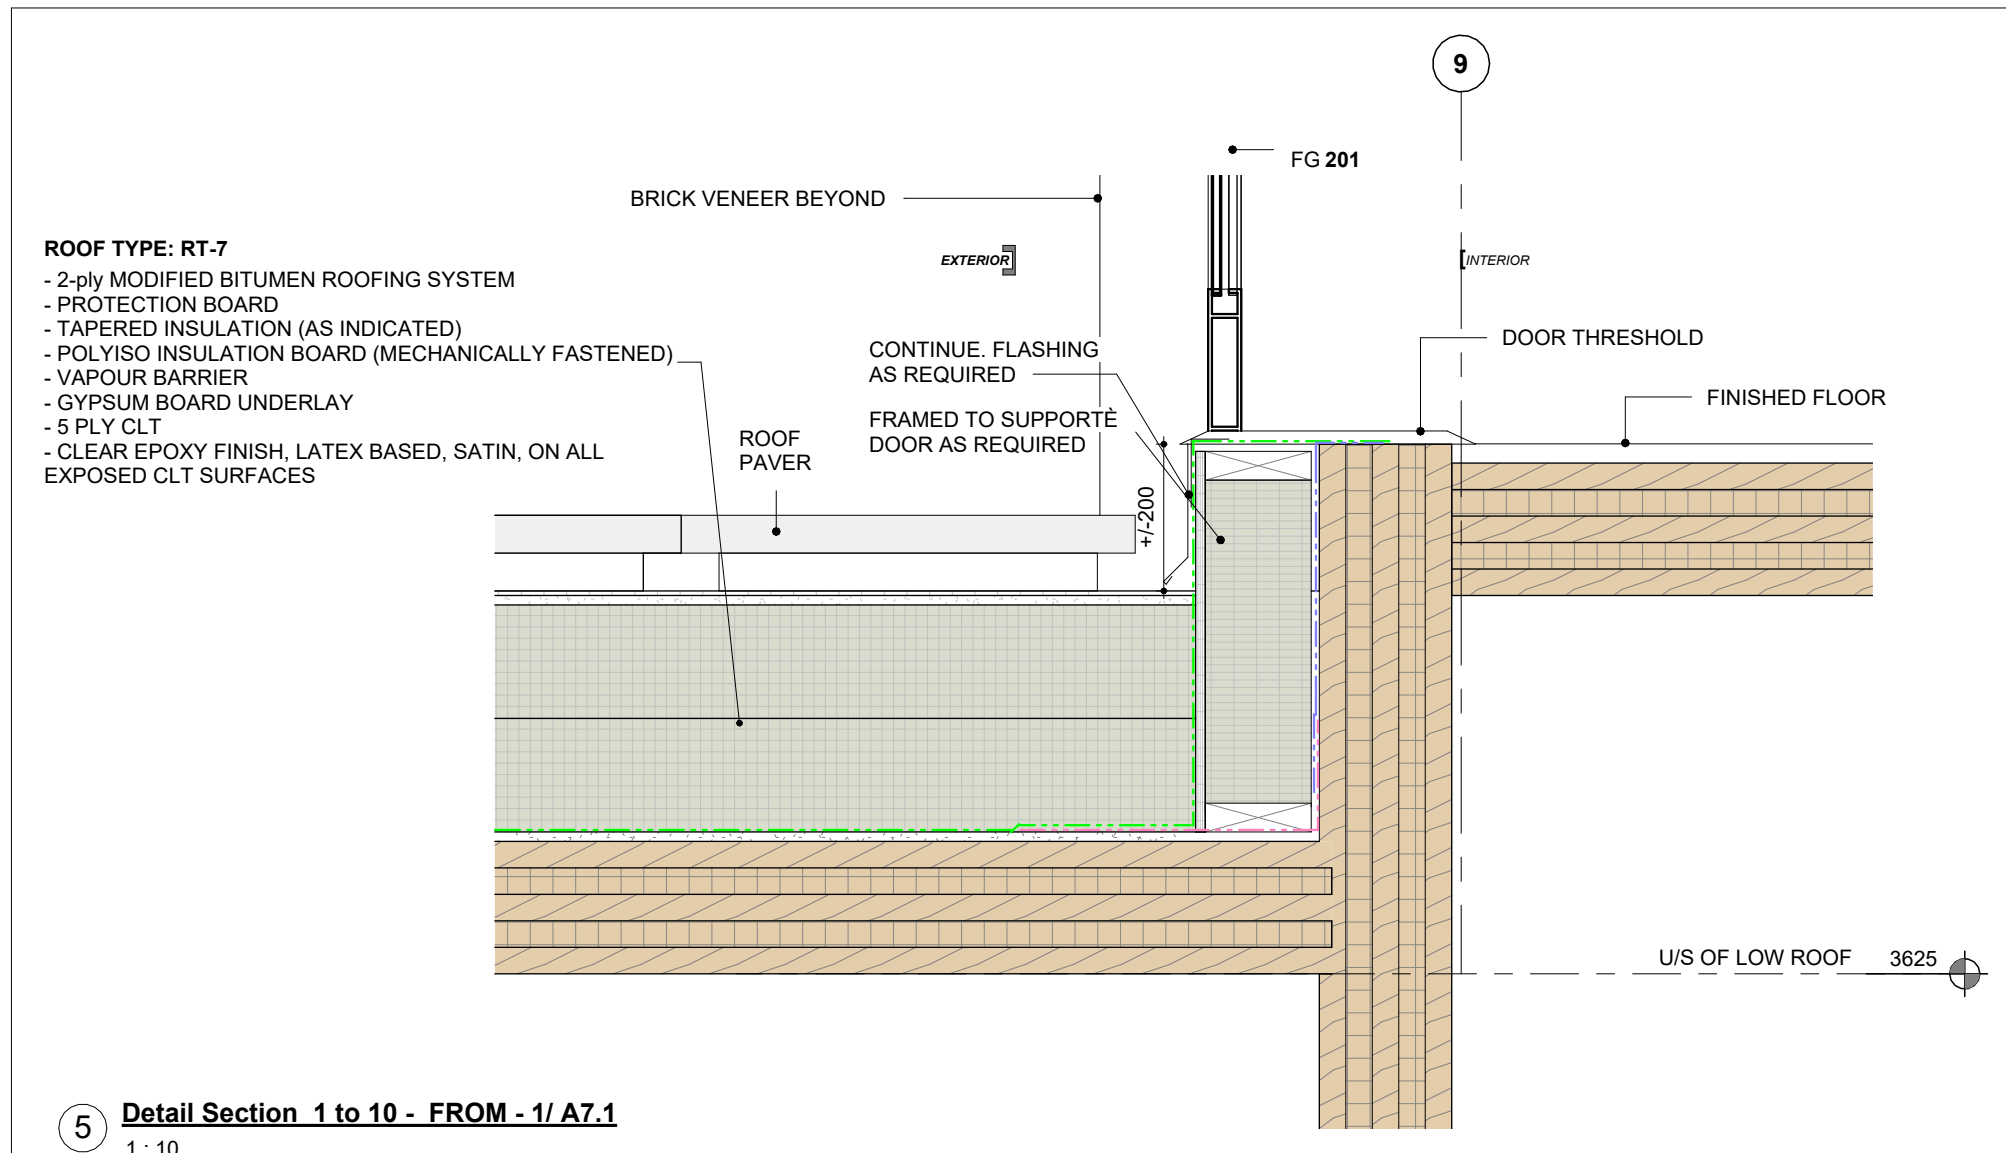 9
FG 201
BRICK VENEER BEYOND
ROOF TYPE: RT-7
- 2-ply MODIFIED BITUMEN ROOFING SYSTEM
- PROTECTION BOARD
- TAPERED INSULATION (AS INDICATED)
- POLYISO INSULATION BOARD (MECHANICALLY FASTENED)
- VAPOUR BARRIER
- GYPSUM BOARD UNDERLAY
- 5 PLY CLT
- CLEAR EPOXY FINISH, LATEX BASED, SATIN, ON ALL
EXPOSED CLT SURFACES
EXTERIOR
INTERIOR
CONTINUE. FLASHING
AS REQUIRED
FRAMED TO SUPPORTÈ
DOOR AS REQUIRED
ROOF
PAVER
DOOR THRESHOLD
FINISHED FLOOR
+/-200
U/S OF LOW ROOF 3625
5
Detail Section 1 to 10 - FROM - 1/ A7.1
1 : 10